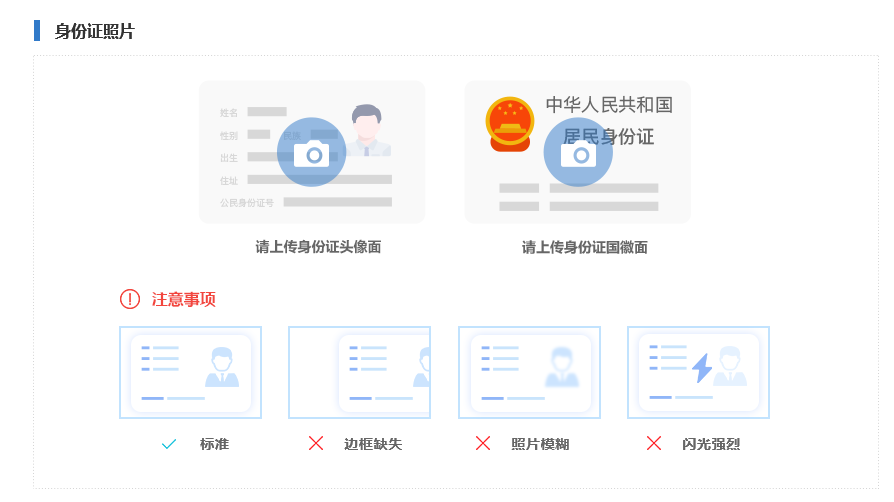 身份证照片
姓名
性别 民族
出生
住址
公民身份证号
中华人民共和国
居民身份证
请上传身份证头像面
请上传身份证国徽面
注意事项
标准
边框缺失
照片模糊
闪光强烈